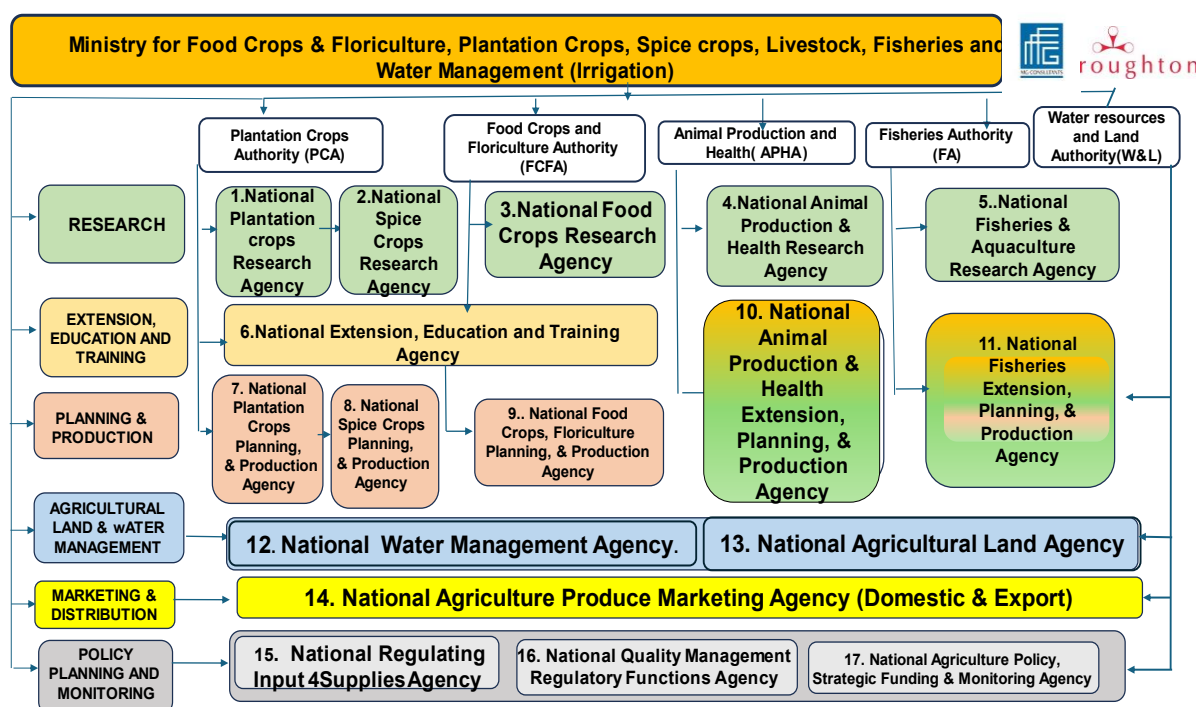 Ministry for Food Crops & Floriculture, Plantation Crops, Spice crops, Livestock, Fisheries and
Water Management (Irrigation)
MG CONSULTANTS
roughton
Plantation Crops
Authority (PCA)
Food Crops and
Floriculture Authority
(FCFA)
Animal Production and
Health( APHA)
Fisheries Authority
(FA)
Water resources
and Land
Authority(W&L)
RESEARCH
1.National
Plantation
crops
Research
Agency
2.National
Spice
Crops
Research
Agency
3.National Food
Crops Research
Agency
4.National Animal
Production &
Health Research
Agency
5..National
Fisheries &
Aquaculture
Research Agency
EXTENSION,
EDUCATION AND
TRAINING
6.National Extension, Education and Training
Agency
10. National
Animal
Production &
Health
Extension,
Planning, &
Production
Agency
11. National
Fisheries
Extension,
Planning, &
Production
Agency
PLANNING &
PRODUCTION
7. National
Plantation
Crops
Planning,
& Production
Agency
8. National
Spice Crops
Planning,
& Production
Agency
9.. National Food
Crops, Floriculture
Planning, & Production
Agency
AGRICULTURAL
LAND & wATER
MANAGEMENT
12. National Water Management Agency.
13. National Agricultural Land Agency
MARKETING &
DISTRIBUTION
14. National Agriculture Produce Marketing Agency (Domestic & Export)
POLICY
PLANNING AND
MONITORING
15. National Regulating
Input 4Supplies Agency
16. National Quality Management
Regulatory Functions Agency
17. National Agriculture Policy,
Strategic Funding & Monitoring Agency